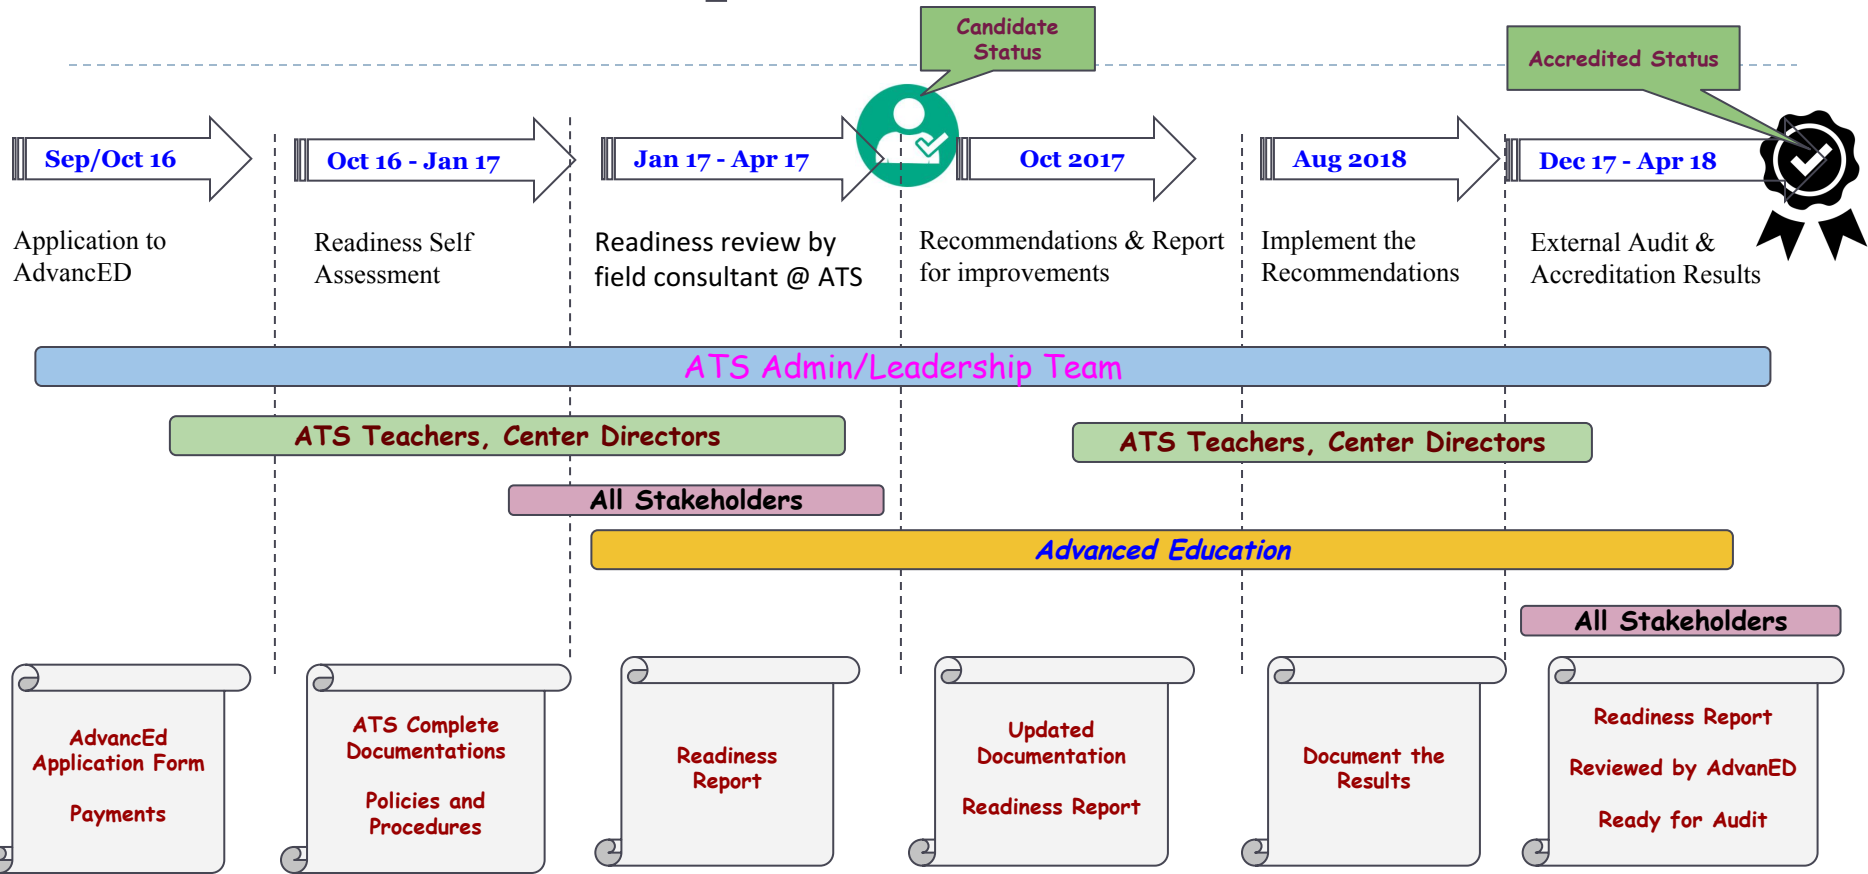 Candidate
Status
Accredited Status
Sep/Oct 16
Oct 16 - Jan 17
Jan 17 - Apr 17
Oct 2017
Aug 2018
Dec 17 - Apr 18
Application to
AdvancED
Readiness Self
Assessment
Readiness review by
field consultant @ ATS
Recommendations & Report
for improvements
Implement the
Recommendations
External Audit &
Accreditation Results
ATS Admin/Leadership Team
ATS Teachers, Center Directors
ATS Teachers, Center Directors
All Stakeholders
Advanced Education
All Stakeholders
AdvancEd
Application Form
Payments
ATS Complete
Documentations
Policies and
Procedures
Readiness
Report
Updated
Documentation
Readiness Report
Document the
Results
Readiness Report
Reviewed by AdvanED
Ready for Audit